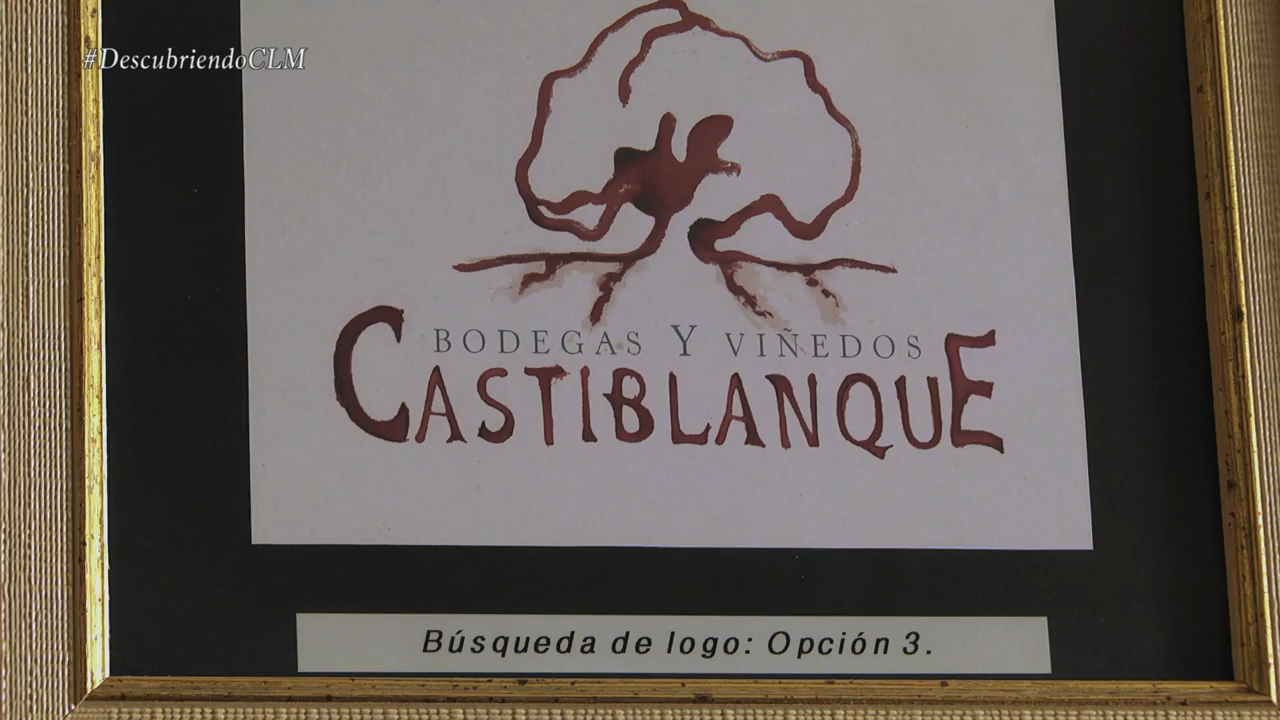 #DescubriendoCLM
BODEGAS Y VIÑEDOS
CASTIBLANQUE
Búsqueda de logo: Opción 3.